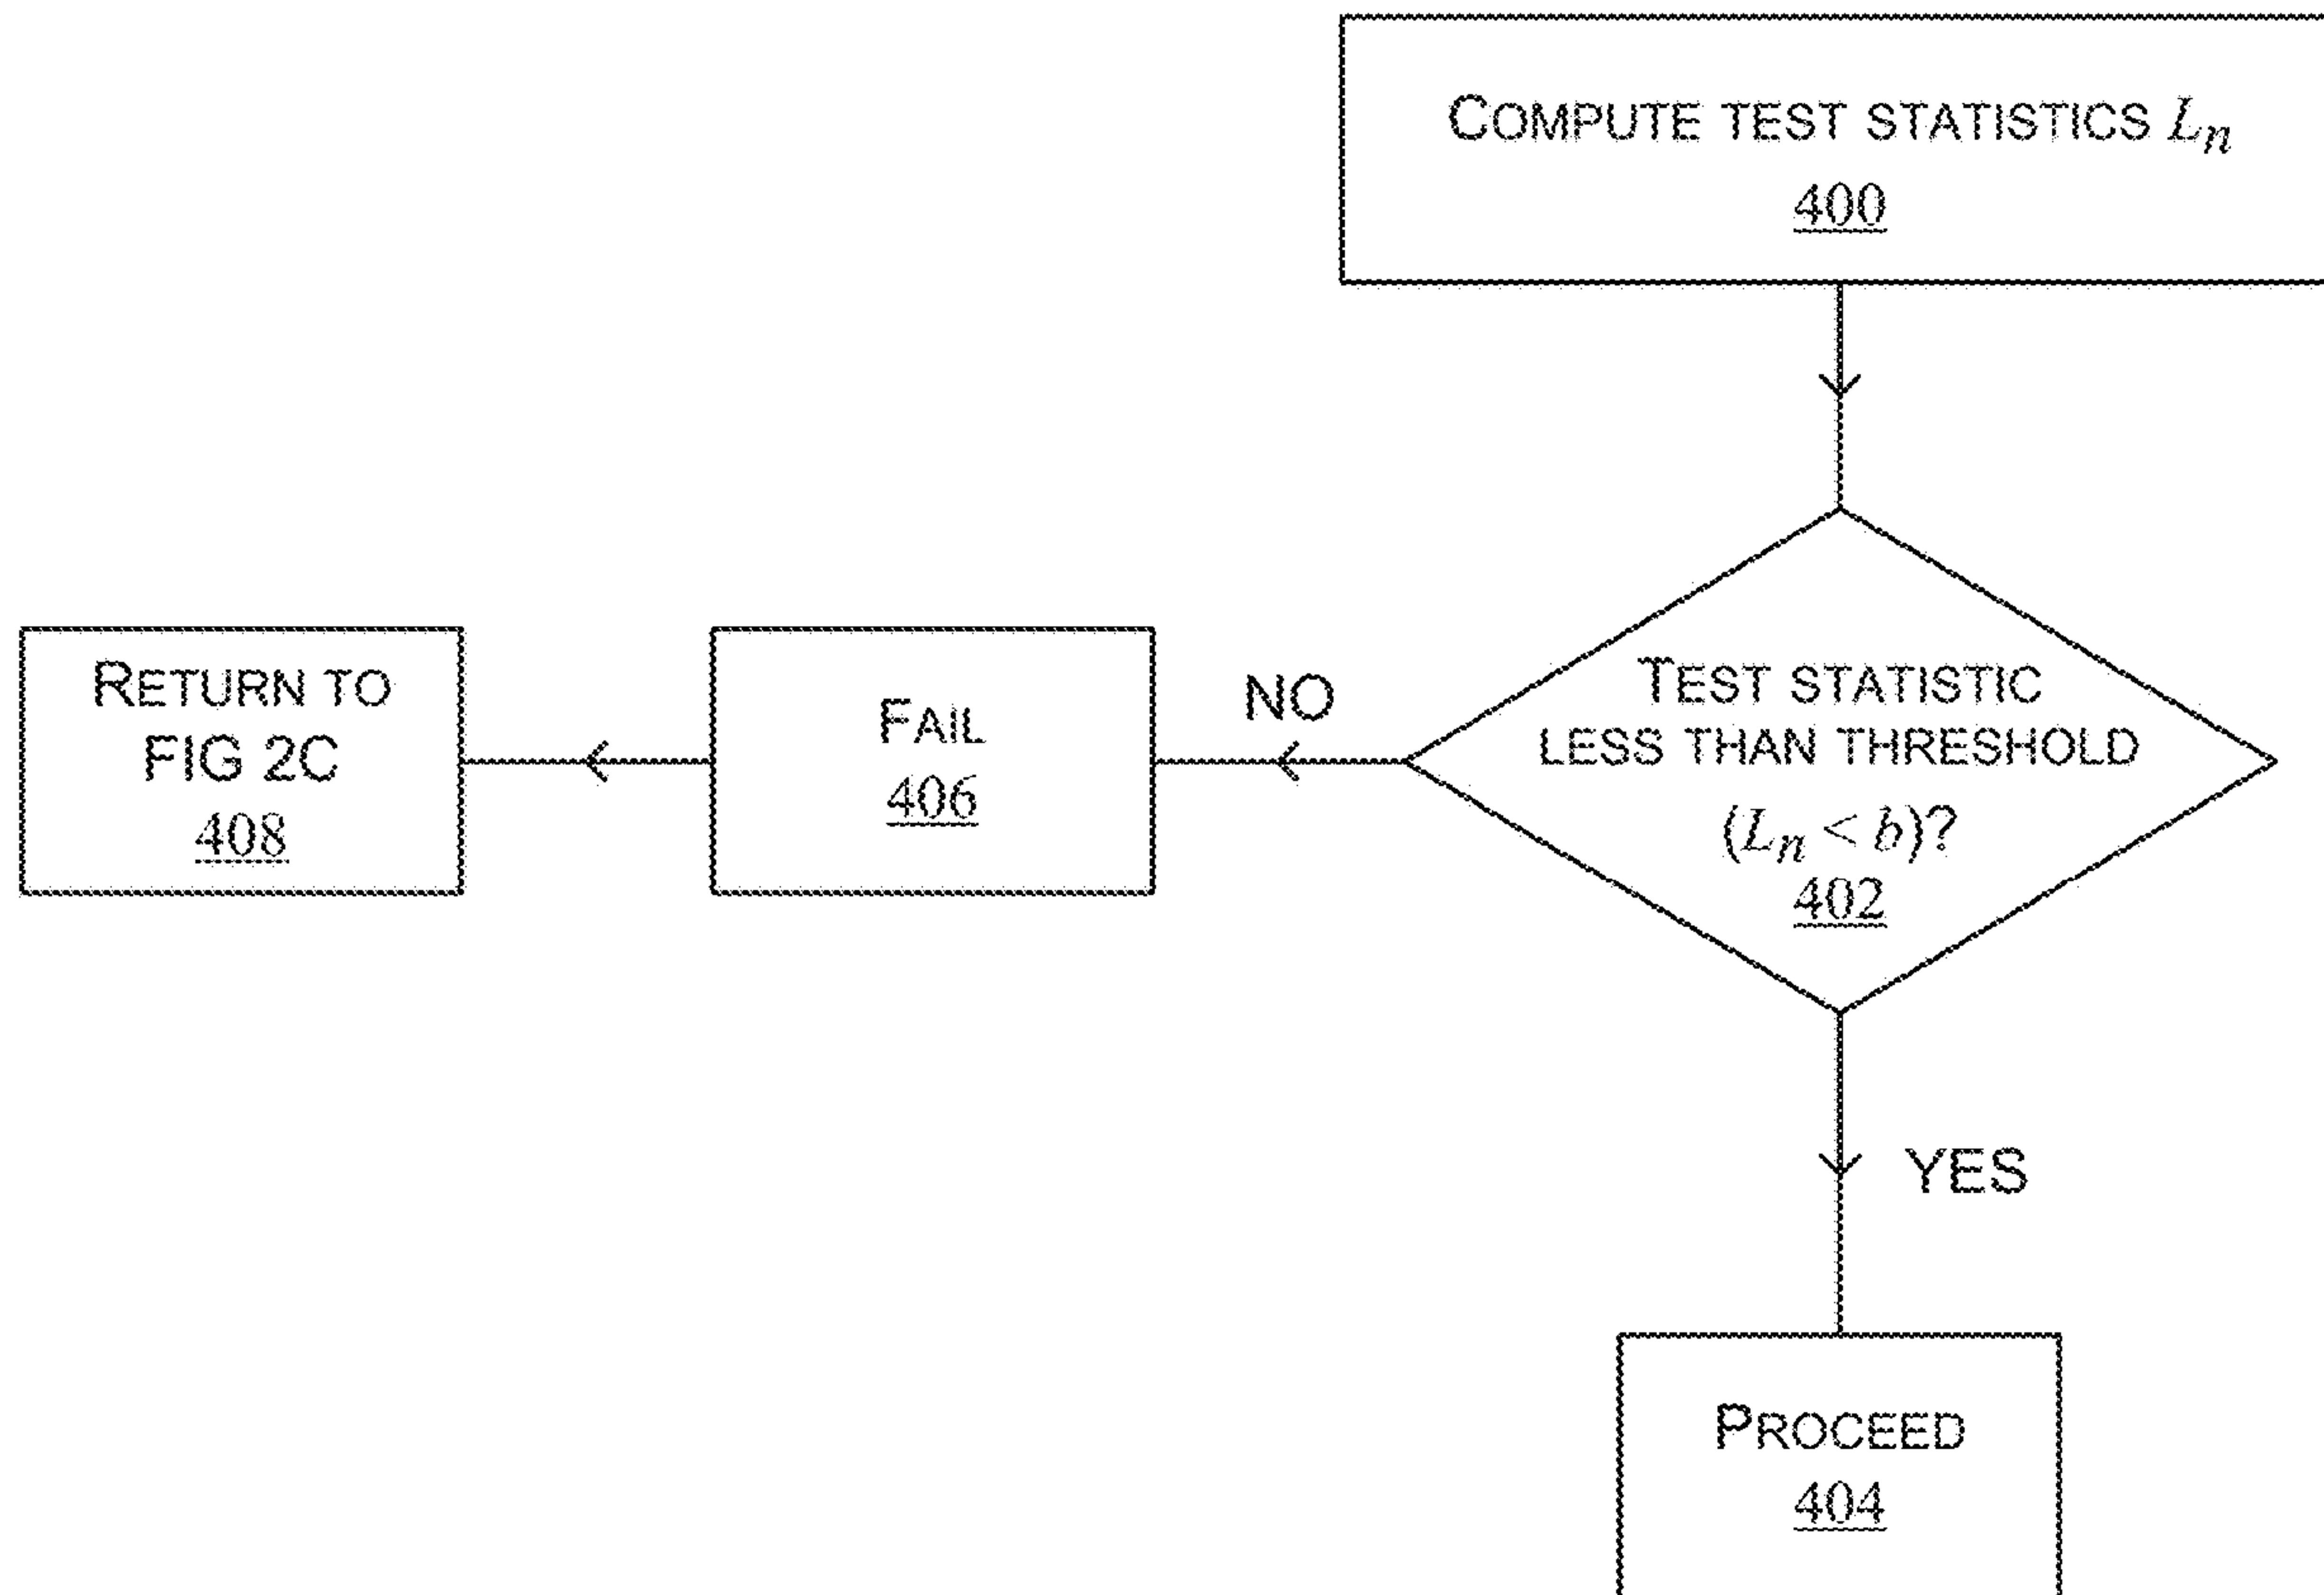 COMPUTE TEST STATISTICS Lₙ
400
TEST STATISTIC
LESS THAN THRESHOLD
(Lₙ < b)?
402
NO
FAIL
406
RETURN TO
FIG 2C
408
YES
PROCEED
404